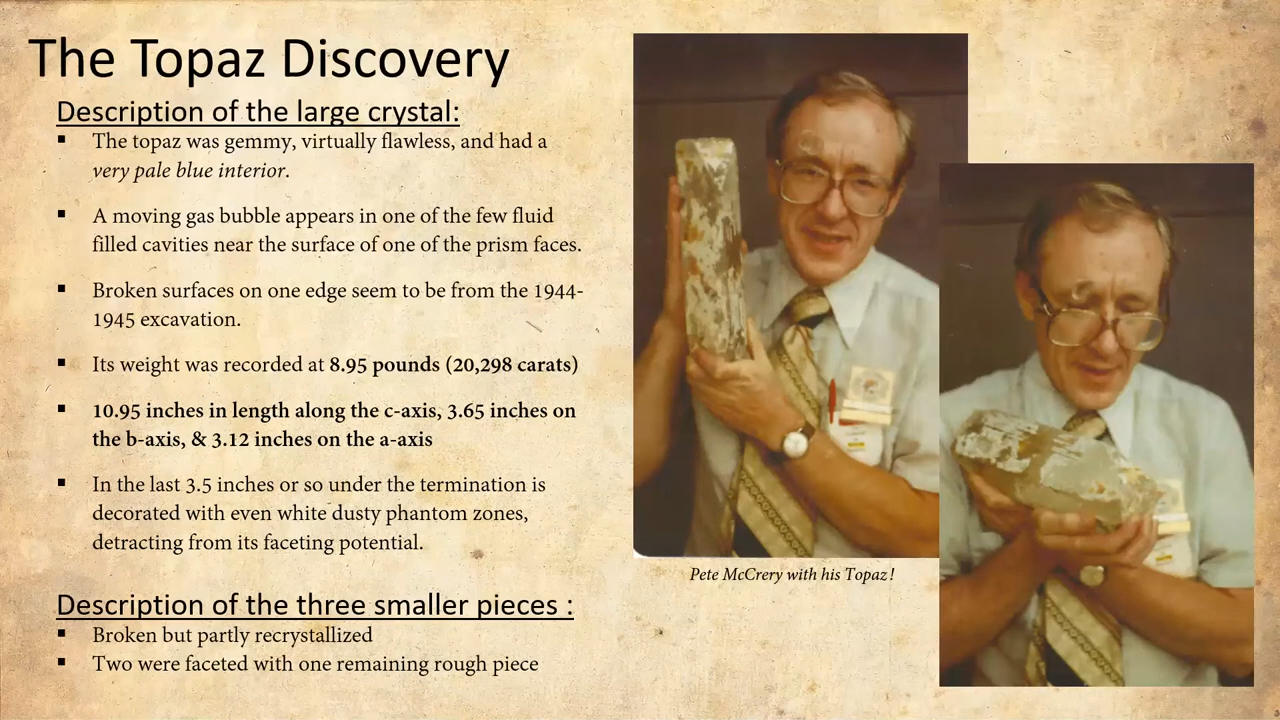 The Topaz Discovery
Description of the large crystal:
▪ The topaz was gemmy, virtually flawless, and had a
very pale blue interior.
▪ A moving gas bubble appears in one of the few fluid
filled cavities near the surface of one of the prism faces.
▪ Broken surfaces on one edge seem to be from the 1944-
1945 excavation.
▪ Its weight was recorded at 8.95 pounds (20,298 carats)
▪ 10.95 inches in length along the c-axis, 3.65 inches on
the b-axis, & 3.12 inches on the a-axis
▪ In the last 3.5 inches or so under the termination is
decorated with even white dusty phantom zones,
detracting from its faceting potential.
Description of the three smaller pieces :
▪ Broken but partly recrystallized
▪ Two were faceted with one remaining rough piece
Pete McCrery with his Topaz!